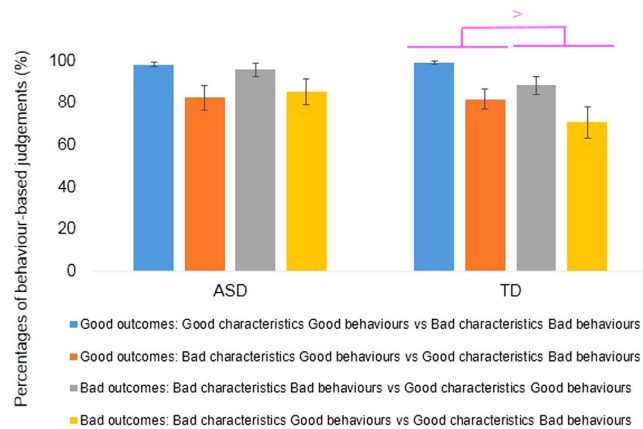 >
Percentages of behaviour-based judgements (%)
100
80
60
40
20
0
ASD
TD
Good outcomes: Good characteristics Good behaviours vs Bad characteristics Bad behaviours
Good outcomes: Bad characteristics Good behaviours vs Good characteristics Bad behaviours
Bad outcomes: Bad characteristics Bad behaviours vs Good characteristics Good behaviours
Bad outcomes: Bad characteristics Good behaviours vs Good characteristics Bad behaviours